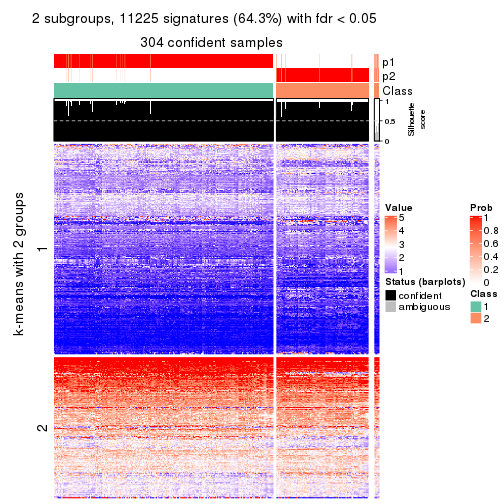 2 subgroups, 11225 signatures (64.3%) with fdr < 0.05
304 confident samples
p1
p2
Class
1
0.5
0
Silhouette
score
k-means with 2 groups
1
2
Value
5
4
3
2
1
Status (barplots)
confident
ambiguous
Prob
1
0.8
0.6
0.4
0.2
0
Class
1
2